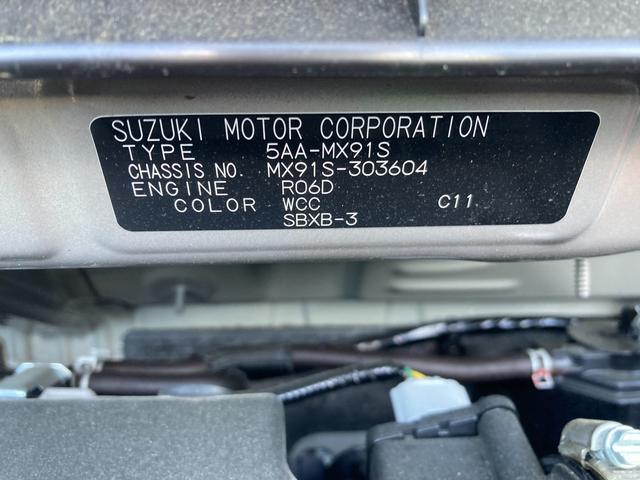 SUZUKI MOTOR CORPORATION
TYPE 5AA-MX91S
CHASSIS NO. MX91S-303604
ENGINE R06D
COLOR WCC C11
SBXB-3